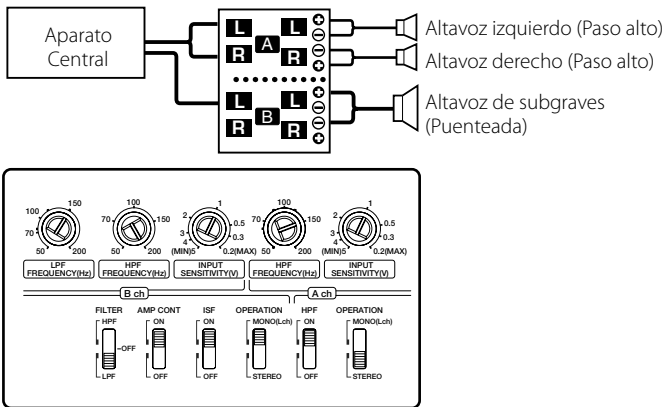 Aparato
Central
L L
R A R
L L
R B R
Altavoz izquierdo (Paso alto)
Altavoz derecho (Paso alto)
Altavoz de subgraves
(Puenteada)
50 70 100 150 200
LPF
FREQUENCY(Hz)
50 70 100 150 200
HPF
FREQUENCY(Hz)
(MIN)5 4 3 2 1 0.5 0.3 0.2(MAX)
INPUT
SENSITIVITY(V)
50 70 100 150 200
HPF
FREQUENCY(Hz)
(MIN)5 4 3 2 1 0.5 0.3 0.2(MAX)
INPUT
SENSITIVITY(V)
B ch
A ch
FILTER
HPF
OFF
LPF
AMP CONT
ON
OFF
ISF
ON
OFF
OPERATION
MONO(Lch)
STEREO
HPF
ON
OFF
OPERATION
MONO(Lch)
STEREO